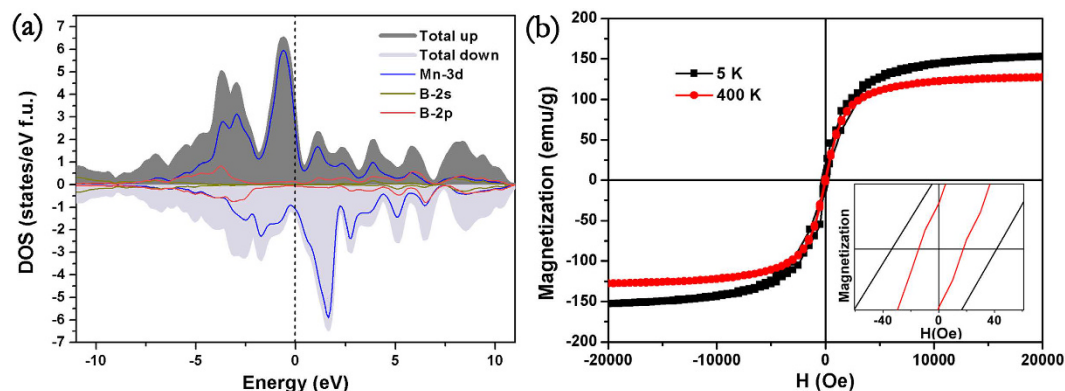 (a)
DOS (states/eV f.u.)
7
6
5
4
3
2
1
0
-1
-2
-3
-4
-5
-6
-7
Total up
Total down
Mn-3d
B-2s
B-2p
-10
-5
0
5
10
Energy (eV)
(b)
Magnetization (emu/g)
200
150
100
50
0
-50
-100
-150
-200
5 K
400 K
Magnetization
-40
0
40
H(Oe)
-20000
-10000
0
10000
20000
H (Oe)